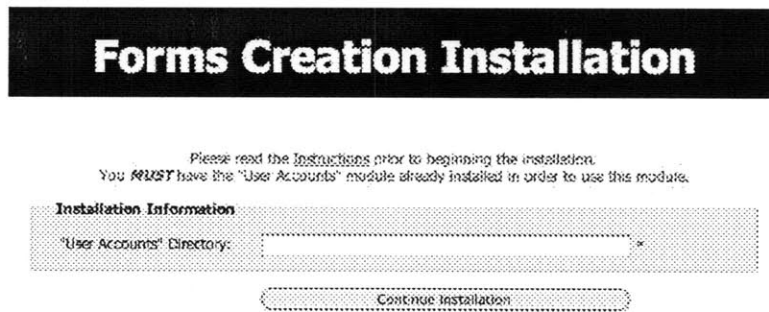 Forms Creation Installation
Please read the Instructions prior to beginning the installation.
You MUST have the "User Accounts" module already installed in order to use this module.
Installation Information
"User Accounts" Directory: *
Continue Installation